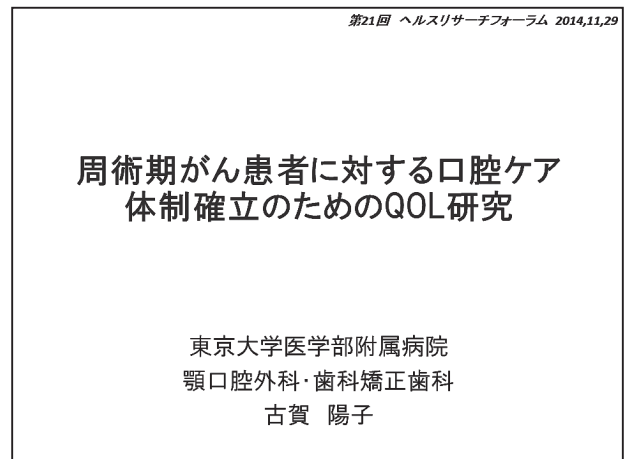 第21回　ヘルスリサーチフォーラム　2014,11,29
周術期がん患者に対する口腔ケア
体制確立のためのQOL研究
東京大学医学部附属病院
顎口腔外科・歯科矯正歯科
古賀　陽子